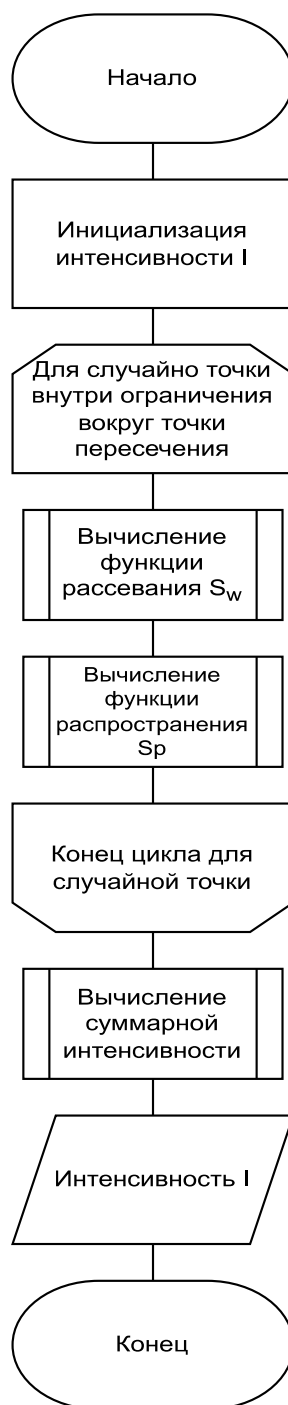 Начало
Инициализация
интенсивности I
Для случайно точки
внутри ограничения
вокруг точки
пересечения
Вычисление
функции
рассевания Sw
Вычисление
функции
распространения
Sp
Конец цикла для
случайной точки
Вычисление
суммарной
интенсивности
Интенсивность I
Конец